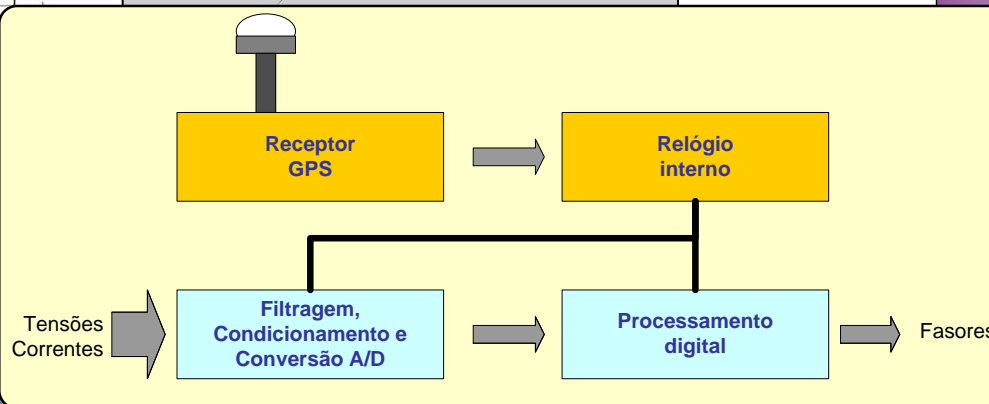 Receptor
GPS
Relógio
interno
Tensões
Correntes
Filtragem,
Condicionamento e
Conversão A/D
Processamento
digital
Fasores